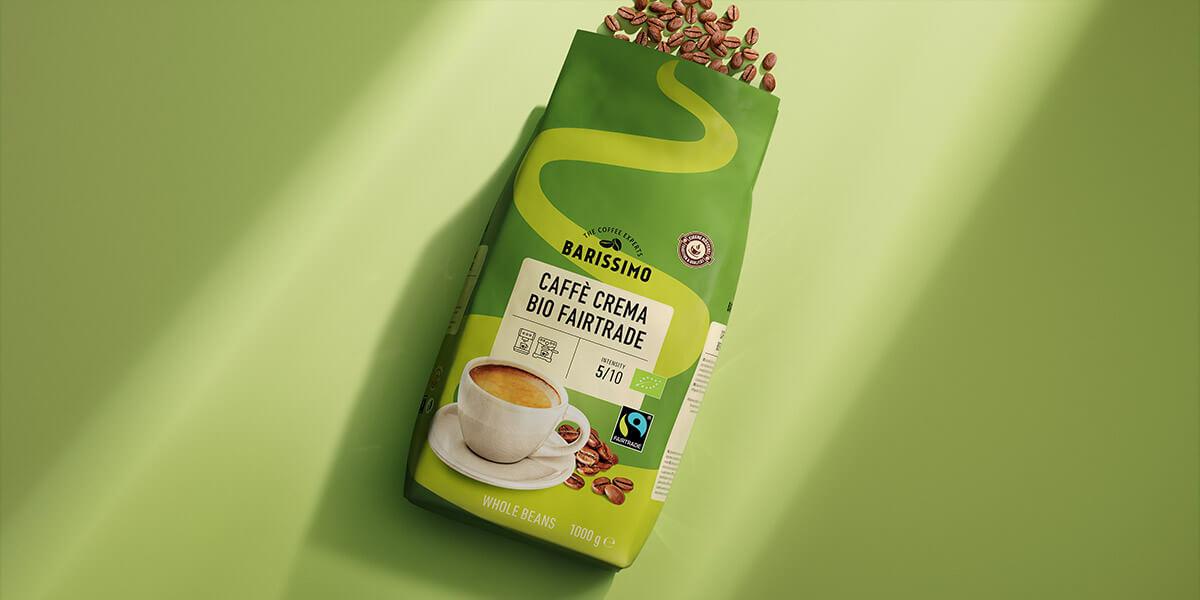 THE COFFEE EXPERTS
BARISSIMO
CAFFÈ CREMA
BIO FAIRTRADE
INTENSITY
5/10
FAIRTRADE
WHOLE BEANS
1000 g ℮